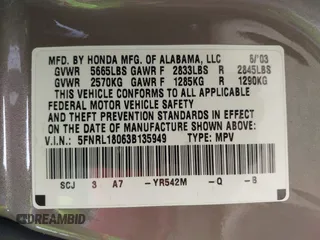 MFD. BY HONDA MFG. OF ALABAMA, LLC 6/'03
GVWR 5665LBS GAWR F 2833LBS R 2845LBS
GVWR 2570KG GAWR F 1285KG R 1290KG
THIS VEHICLE CONFORMS TO ALL APPLICABLE
FEDERAL MOTOR VEHICLE SAFETY AND
THEFT PREVENTION STANDARDS IN EFFECT ON
THE DATE OF MANUFACTURE SHOWN ABOVE.
V.I.N.: 5FNRL18063B135949 TYPE: MPV
SCJ 3 A7 -YR542M -Q -B
DREAMBID